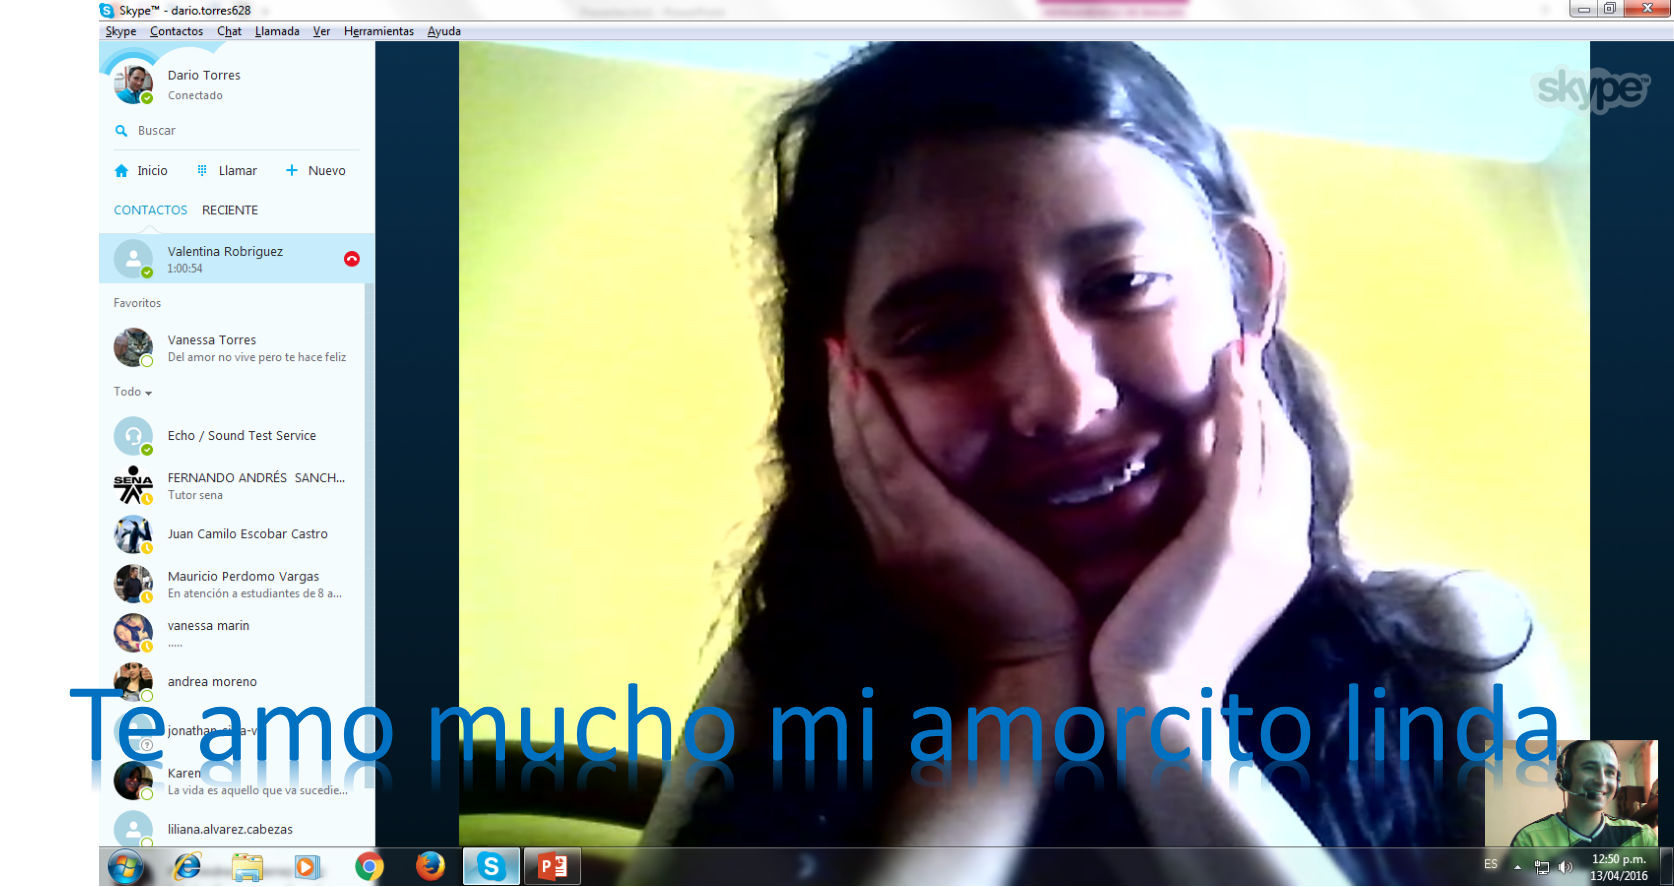 Skype™ - dario.torres628
Skype Contactos Chat Llamada Ver Herramientas Ayuda
Dario Torres
Conectado
Buscar
Inicio Llamar Nuevo
CONTACTOS RECIENTE
Valentina Robriguez
1:00:54
Favoritos
Vanessa Torres
Del amor no vive pero te hace feliz
Todo
Echo / Sound Test Service
SENA
FERNANDO ANDRÉS SANCH...
Tutor sena
Juan Camilo Escobar Castro
Mauricio Perdomo Vargas
En atención a estudiantes de 8 a...
vanessa marin
.....
andrea moreno
Te amo mucho mi amorcito linda
Karen
La vida es aquello que va sucedie...
liliana.alvarez.cabezas
skype™
ES
12:50 p.m.
13/04/2016